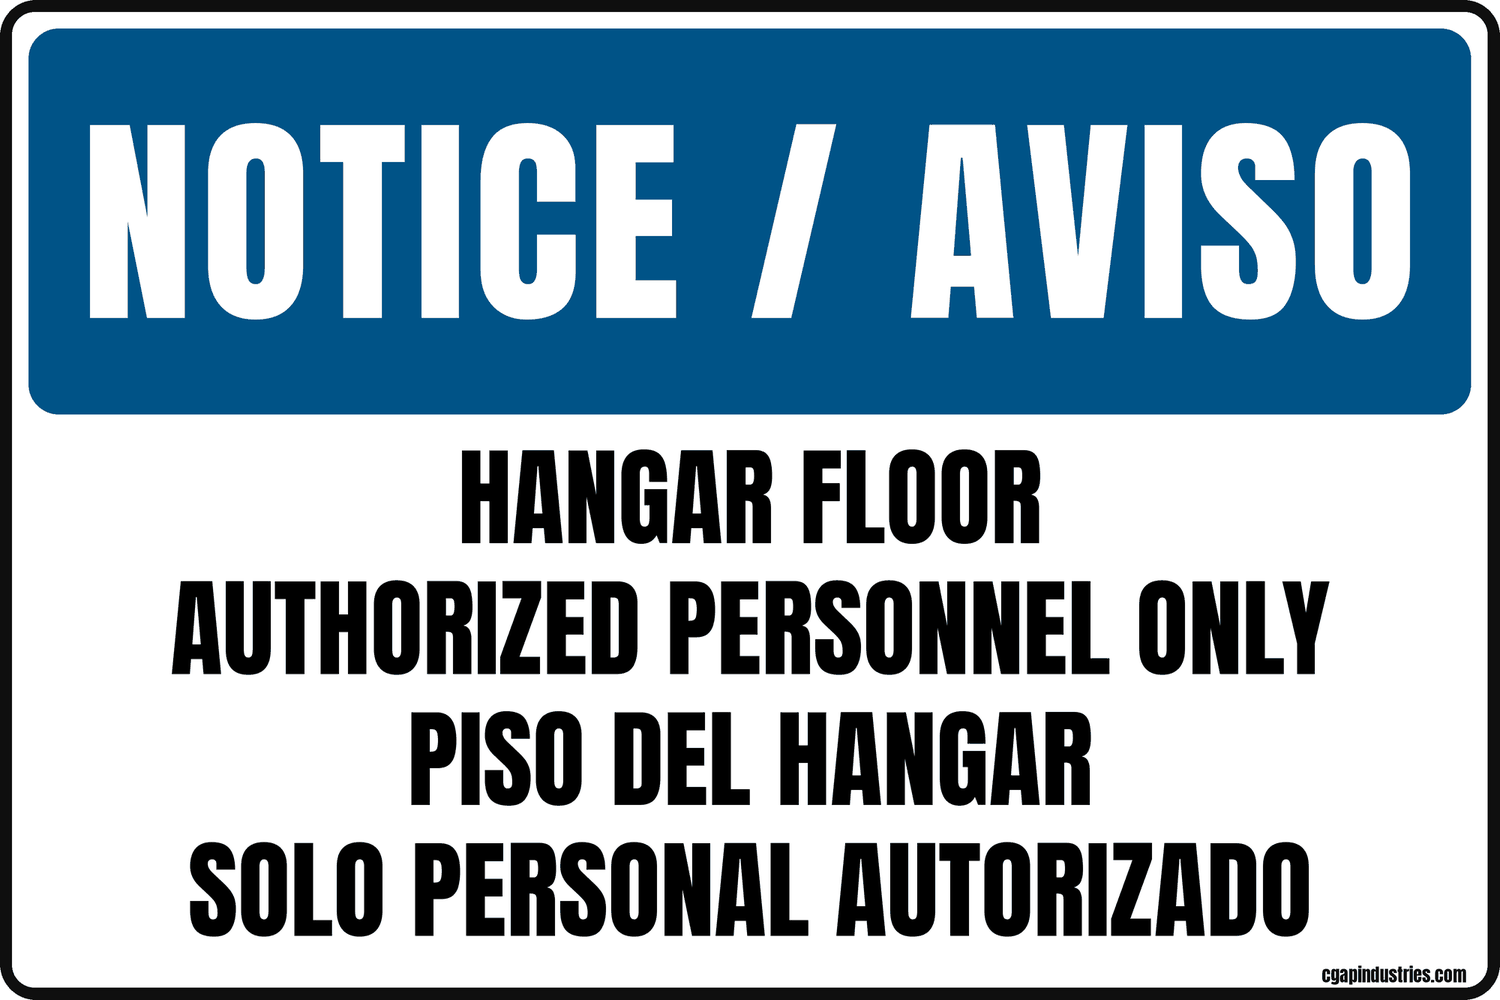 NOTICE / AVISO
HANGAR FLOOR
AUTHORIZED PERSONNEL ONLY
PISO DEL HANGAR
SOLO PERSONAL AUTORIZADO
cgapindustries.com